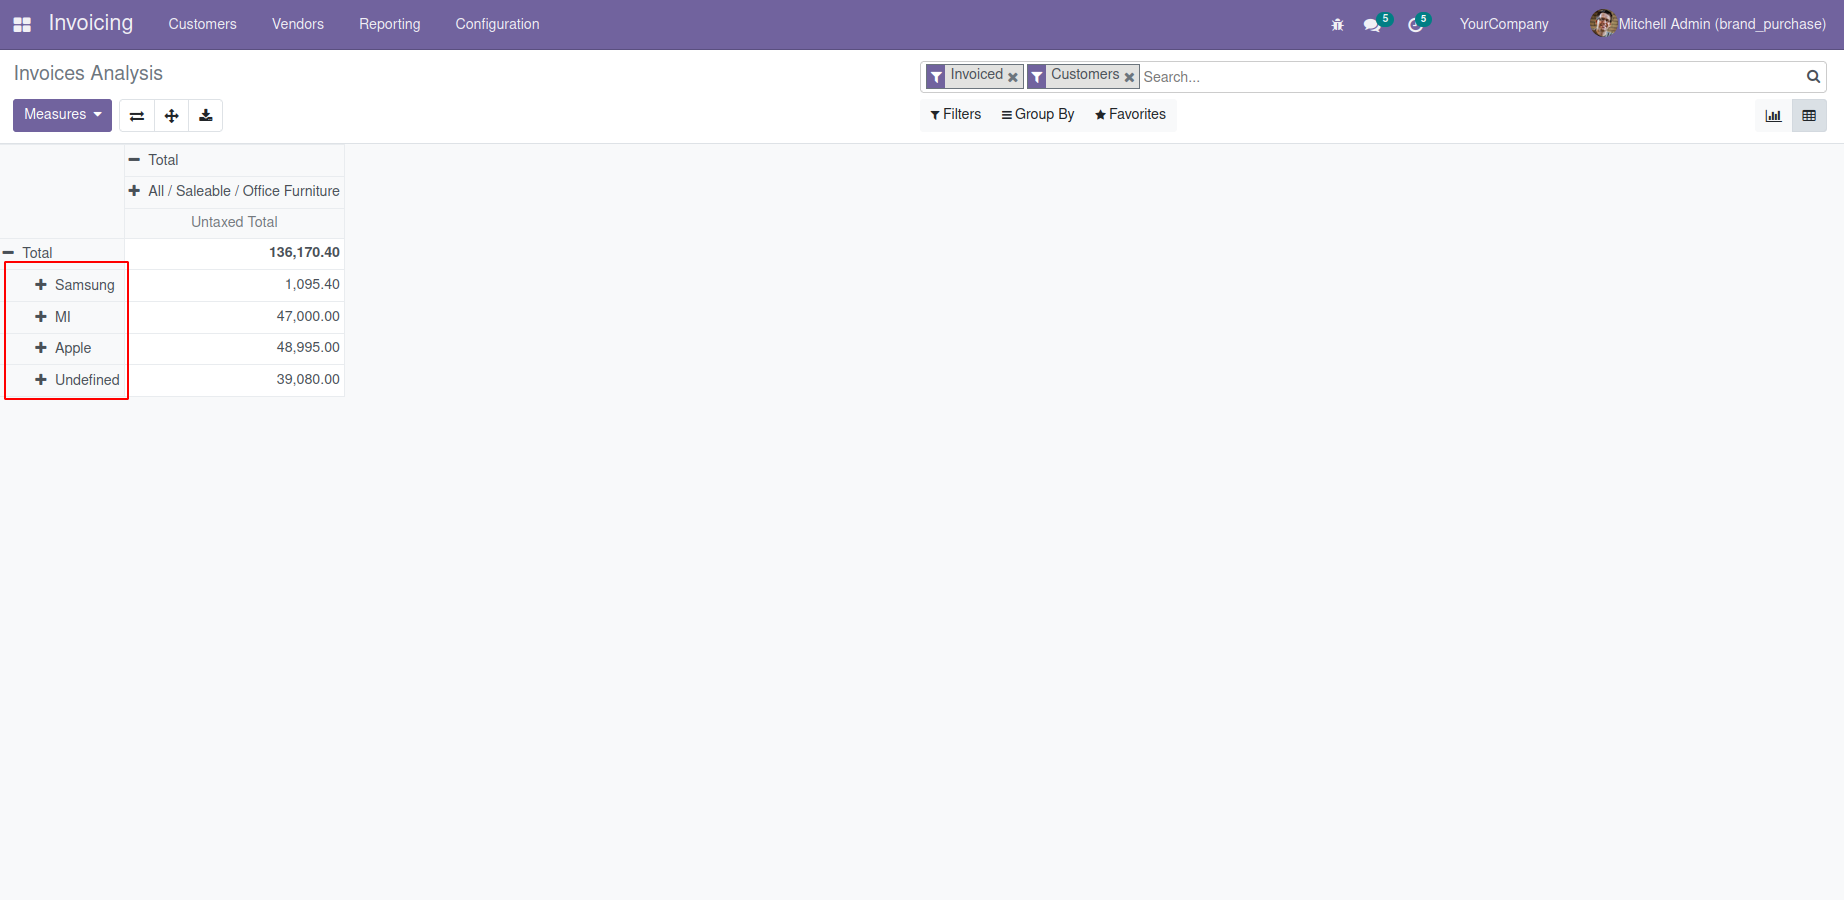 Invoicing Customers Vendors Reporting Configuration 5 5 YourCompany Mitchell Admin (brand_purchase)
Invoices Analysis
Invoiced Customers Search...
Measures
Filters Group By Favorites
Total
All / Saleable / Office Furniture
Untaxed Total
Total 136,170.40
Samsung 1,095.40
MI 47,000.00
Apple 48,995.00
Undefined 39,080.00